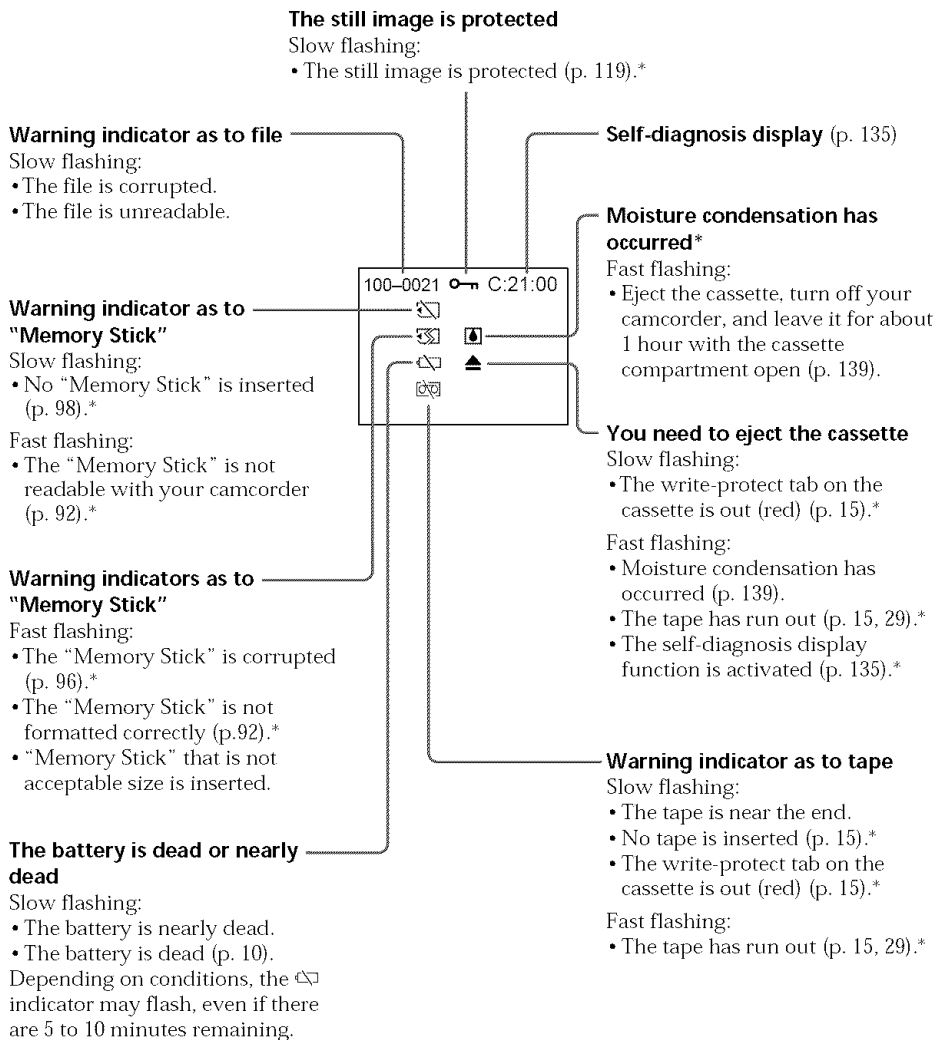 The still image is protected
Slow flashing:
• The still image is protected (p. 119).*
Warning indicator as to file
Slow flashing:
• The file is corrupted.
• The file is unreadable.
Warning indicator as to
"Memory Stick"
Slow flashing:
• No “Memory Stick” is inserted
(p. 98).*
Fast flashing:
• The “Memory Stick” is not
readable with your camcorder
(p. 92).*
Warning indicators as to
"Memory Stick"
Fast flashing:
• The “Memory Stick” is corrupted
(p. 96).*
• The “Memory Stick” is not
formatted correctly (p.92).*
• “Memory Stick” that is not
acceptable size is inserted.
The battery is dead or nearly
dead
Slow flashing:
• The battery is nearly dead.
• The battery is dead (p. 10).
Depending on conditions, the
indicator may flash, even if there
are 5 to 10 minutes remaining.
100–0021 C:21:00
Self-diagnosis display (p. 135)
Moisture condensation has
occurred*
Fast flashing:
• Eject the cassette, turn off your
camcorder, and leave it for about
1 hour with the cassette
compartment open (p. 139).
You need to eject the cassette
Slow flashing:
• The write-protect tab on the
cassette is out (red) (p. 15).*
Fast flashing:
• Moisture condensation has
occurred (p. 139).
• The tape has run out (p. 15, 29).*
• The self-diagnosis display
function is activated (p. 135).*
Warning indicator as to tape
Slow flashing:
• The tape is near the end.
• No tape is inserted (p. 15).*
• The write-protect tab on the
cassette is out (red) (p. 15).*
Fast flashing:
• The tape has run out (p. 15, 29).*